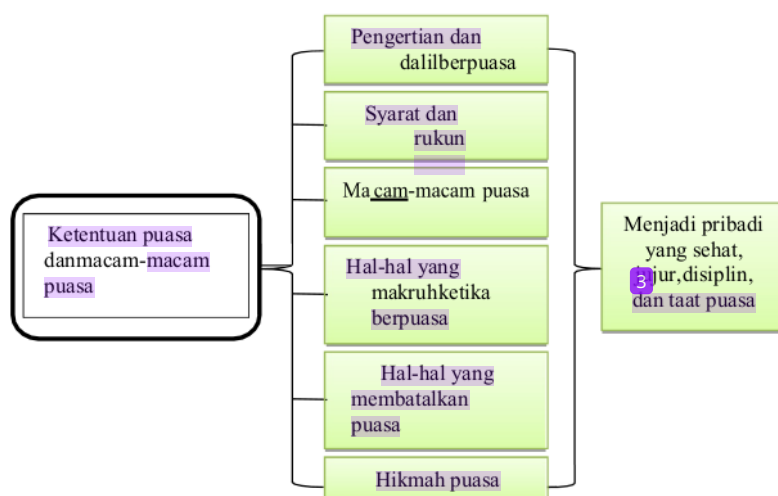 Ketentuan puasa
danmacam-macam
puasa
Pengertian dan
dalilberpuasa
Syarat dan
rukun
Macam-macam puasa
Hal-hal yang
makruhketika
berpuasa
Hal-hal yang
membatalkan
puasa
Hikmah puasa
Menjadi pribadi
yang sehat,
disiplin,
3
dan taat puasa